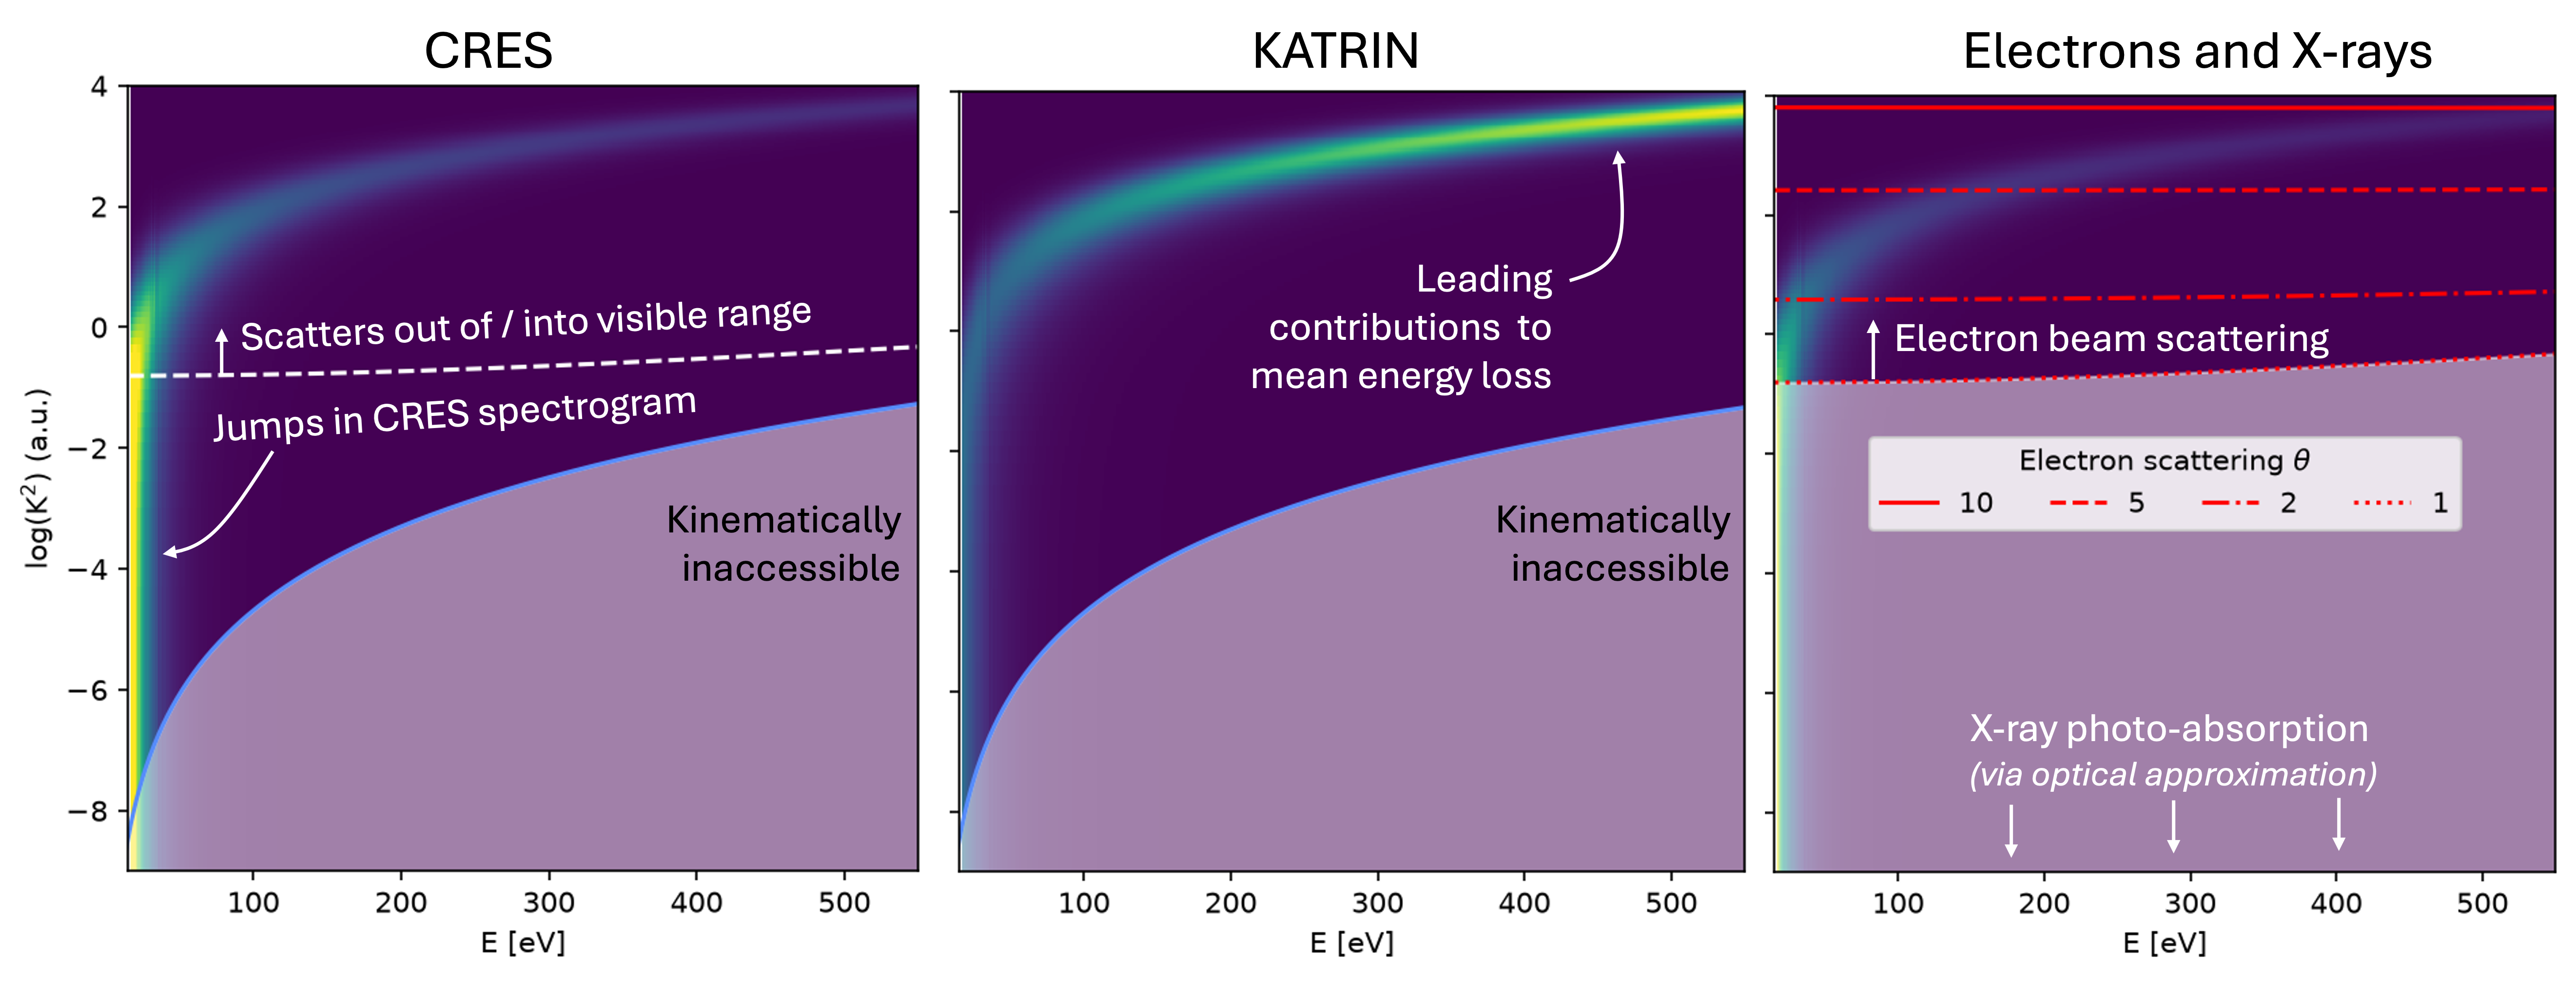 CRES
KATRIN
Electrons and X-rays
4
2
0
−2
−4
−6
−8
log(K²) (a.u.)
Scatters out of / into visible range
Jumps in CRES spectrogram
Kinematically
inaccessible
100 200 300 400 500
E [eV]
Leading
contributions to
mean energy loss
Kinematically
inaccessible
100 200 300 400 500
E [eV]
Electron beam scattering
Electron scattering θ
10 5 2 1
X-ray photo-absorption
(via optical approximation)
100 200 300 400 500
E [eV]